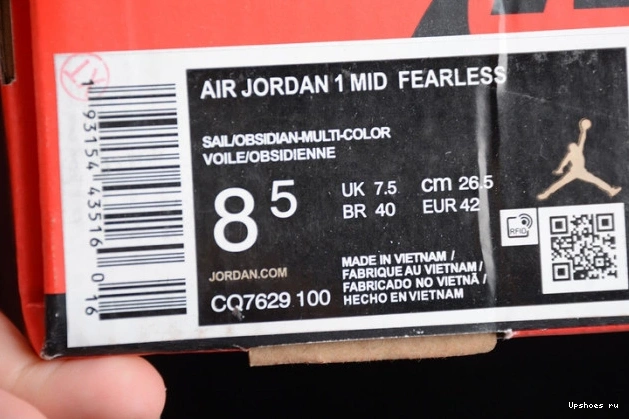 AIR JORDAN 1 MID FEARLESS
SAIL/OBSIDIAN-MULTI-COLOR
VOILE/OBSIDIENNE
8 5
UK 7.5 cm 26.5
BR 40 EUR 42
RFID
JORDAN.COM
CQ7629 100
MADE IN VIETNAM /
FABRIQUE AU VIETNAM /
FABRICADO NO VIETNÃ /
HECHO EN VIETNAM
1 93154 43516 016
Upshoes ru